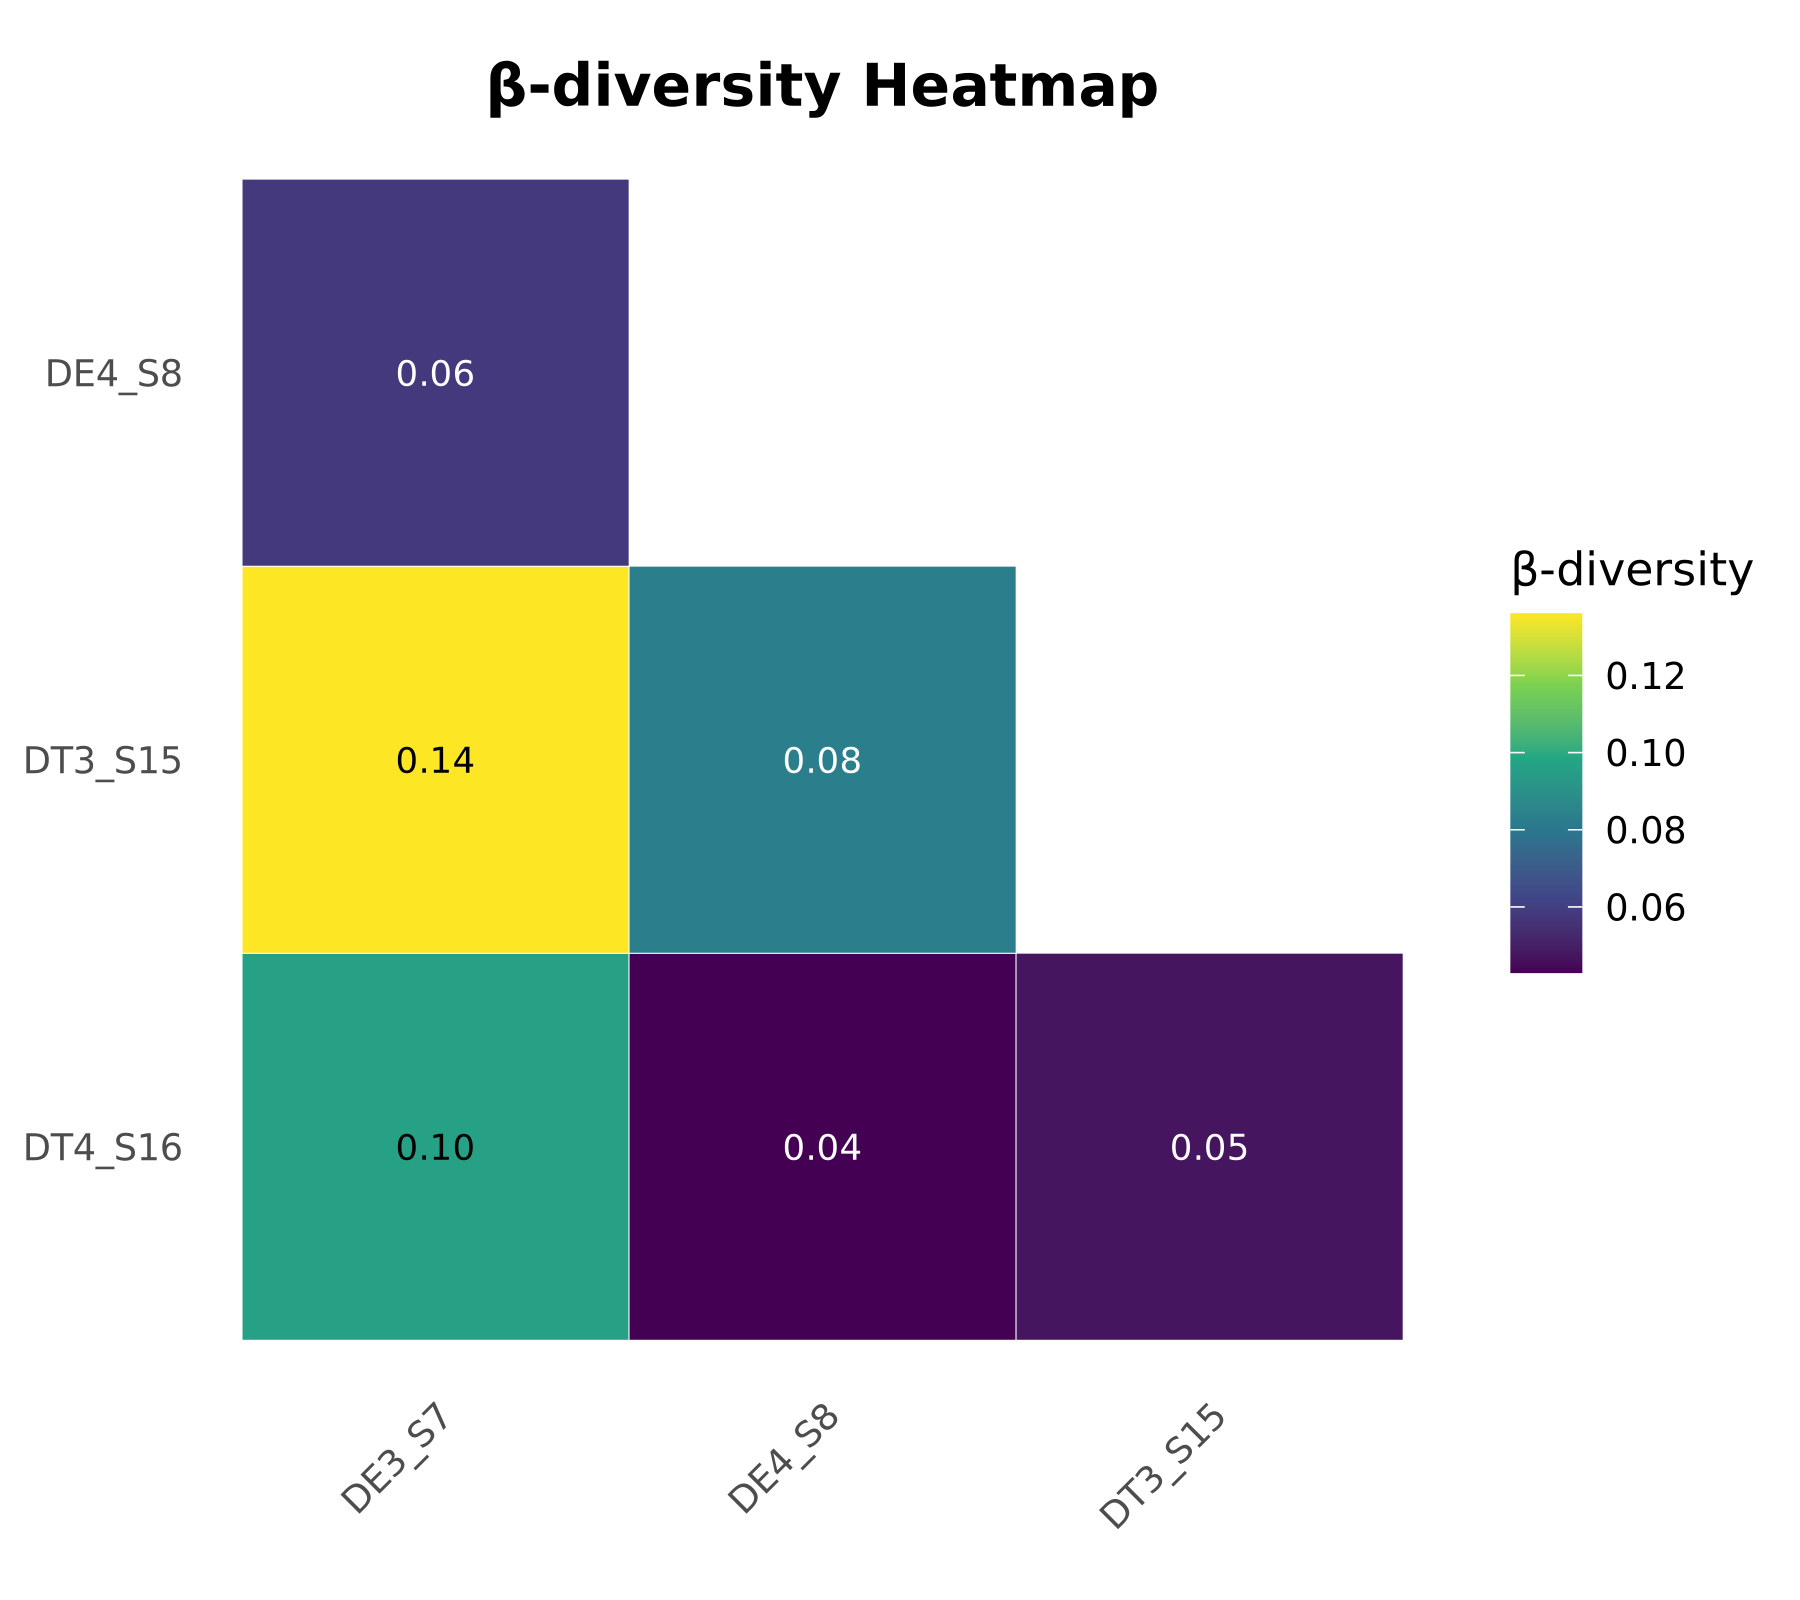 β-diversity Heatmap
DE4_S8
0.06
DT3_S15
0.14
0.08
DT4_S16
0.10
0.04
0.05
DE3_S7
DE4_S8
DT3_S15
β-diversity
0.12
0.10
0.08
0.06